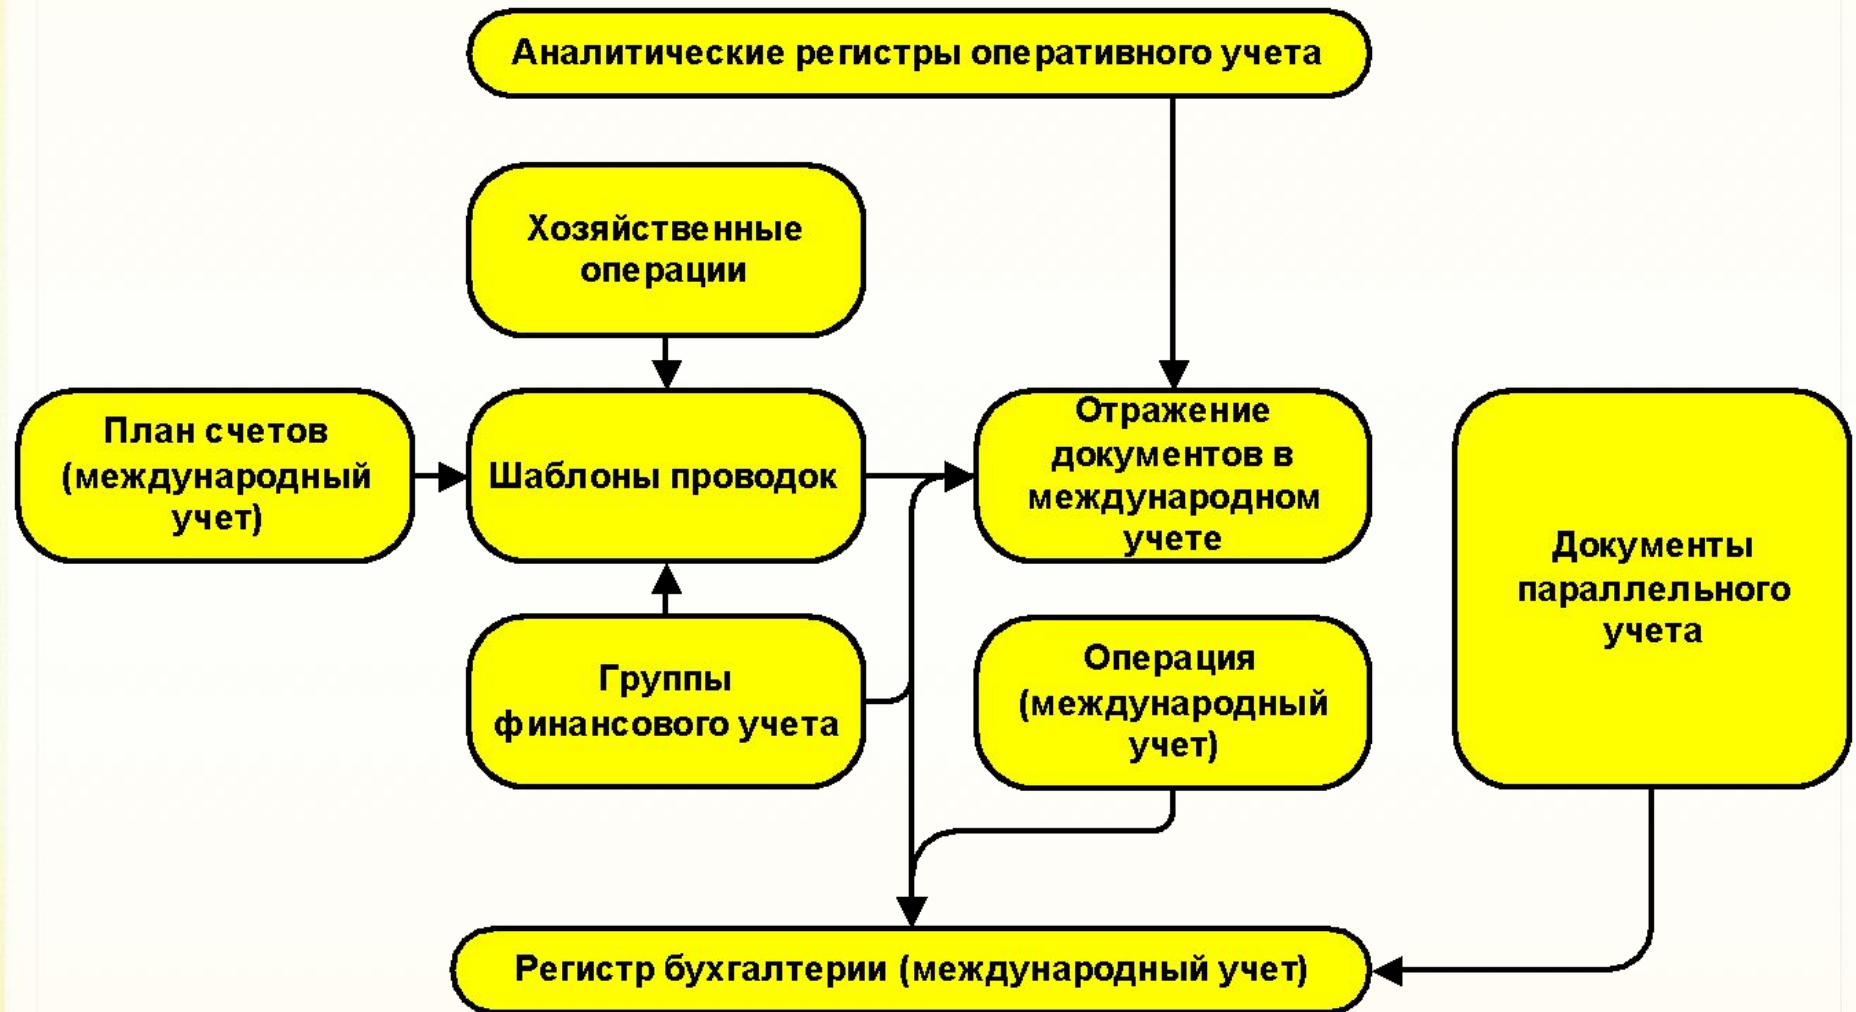 Аналитические регистры оперативного учета
Хозяйственные
операции
План счетов
(международный
учет)
Шаблоны проводок
Отражение
документов в
международном
учете
Документы
параллельного
учета
Группы
финансового учета
Операция
(международный
учет)
Регистр бухгалтерии (международный учет)